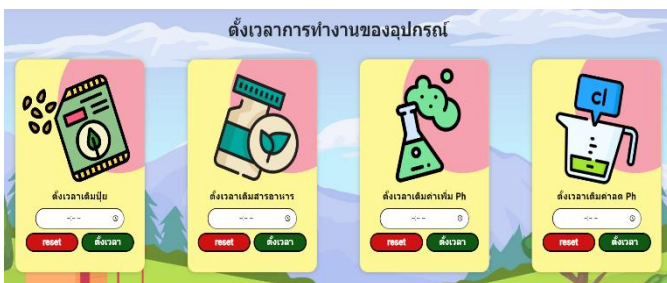 ตั้งเวลาการทำงานของอุปกรณ์
ตั้งเวลาเติมปุ๋ย
--:--
reset ตั้งเวลา
ตั้งเวลาเติมสารอาหาร
--:--
reset ตั้งเวลา
ตั้งเวลาเติมค่าเพิ่ม Ph
--:--
reset ตั้งเวลา
cl
ตั้งเวลาเติมค่าลด Ph
--:--
reset ตั้งเวลา